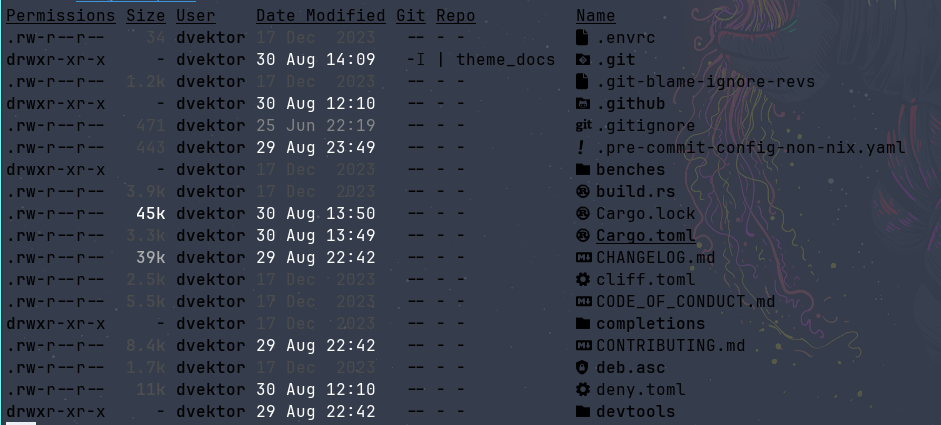 Permissions Size User Date Modified Git Repo Name
.rw-r--r-- 34 dvektor 17 Dec 2023 -- - - .envrc
drwxr-xr-x - dvektor 30 Aug 14:09 -I | theme_docs .git
.rw-r--r-- 1.2k dvektor 17 Dec 2023 -- - - .git-blame-ignore-revs
drwxr-xr-x - dvektor 30 Aug 12:10 -- - - .github
.rw-r--r-- 471 dvektor 25 Jun 22:19 -- - - git .gitignore
.rw-r--r-- 443 dvektor 29 Aug 23:49 -- - - ! .pre-commit-config-non-nix.yaml
drwxr-xr-x - dvektor 17 Dec 2023 -- - - benches
.rw-r--r-- 3.9k dvektor 17 Dec 2023 -- - - build.rs
.rw-r--r-- 45k dvektor 30 Aug 13:50 -- - - Cargo.lock
.rw-r--r-- 3.3k dvektor 30 Aug 13:49 -- - - Cargo.toml
.rw-r--r-- 39k dvektor 29 Aug 22:42 -- - - CHANGELOG.md
.rw-r--r-- 2.5k dvektor 17 Dec 2023 -- - - cliff.toml
.rw-r--r-- 5.5k dvektor 17 Dec 2023 -- - - CODE_OF_CONDUCT.md
drwxr-xr-x - dvektor 17 Dec 2023 -- - - completions
.rw-r--r-- 8.4k dvektor 29 Aug 22:42 -- - - CONTRIBUTING.md
.rw-r--r-- 1.7k dvektor 17 Dec 2023 -- - - deb.asc
.rw-r--r-- 11k dvektor 30 Aug 12:10 -- - - deny.toml
drwxr-xr-x - dvektor 29 Aug 22:42 -- - - devtools